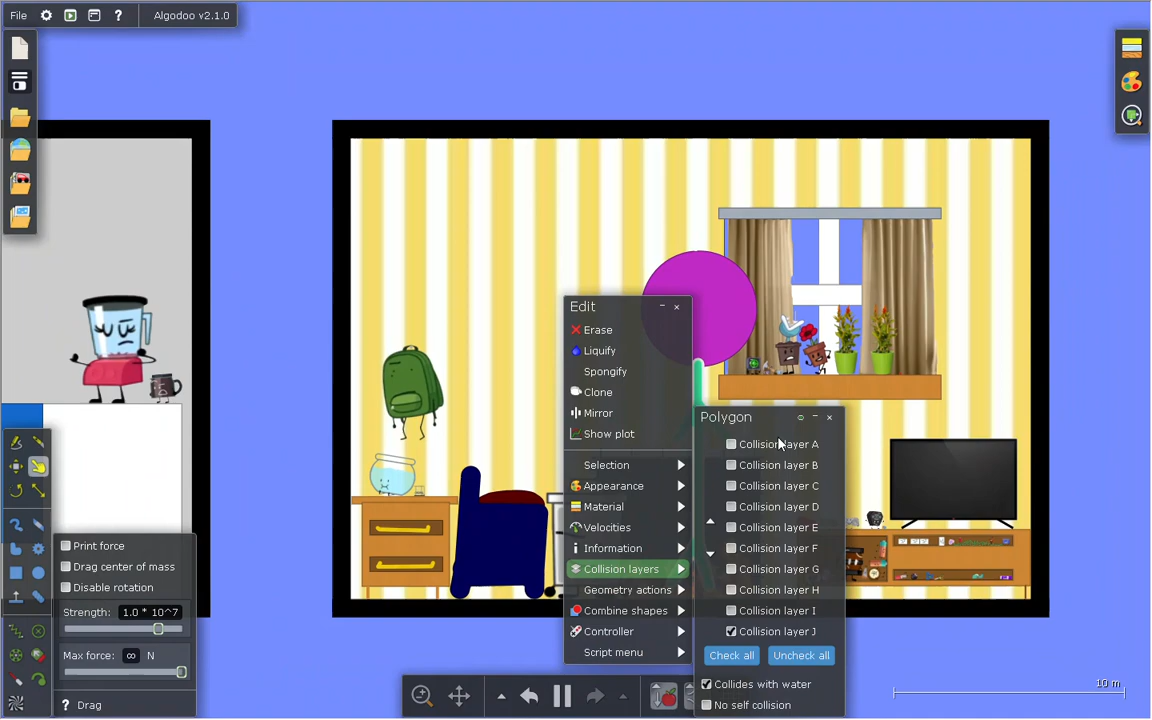 File ? Algodoo v2.1.0
Edit
Erase
Liquify
Spongify
Clone
Mirror
Show plot
Selection
Appearance
Material
Velocities
Information
Collision layers
Geometry actions
Combine shapes
Controller
Script menu
Polygon
Collision layer A
Collision layer B
Collision layer C
Collision layer D
Collision layer E
Collision layer F
Collision layer G
Collision layer H
Collision layer I
Collision layer J
Check all Uncheck all
Collides with water
No self collision
Print force
Drag center of mass
Disable rotation
Strength: 1.0 * 10^7
Max force: ∞ N
? Drag
10 m